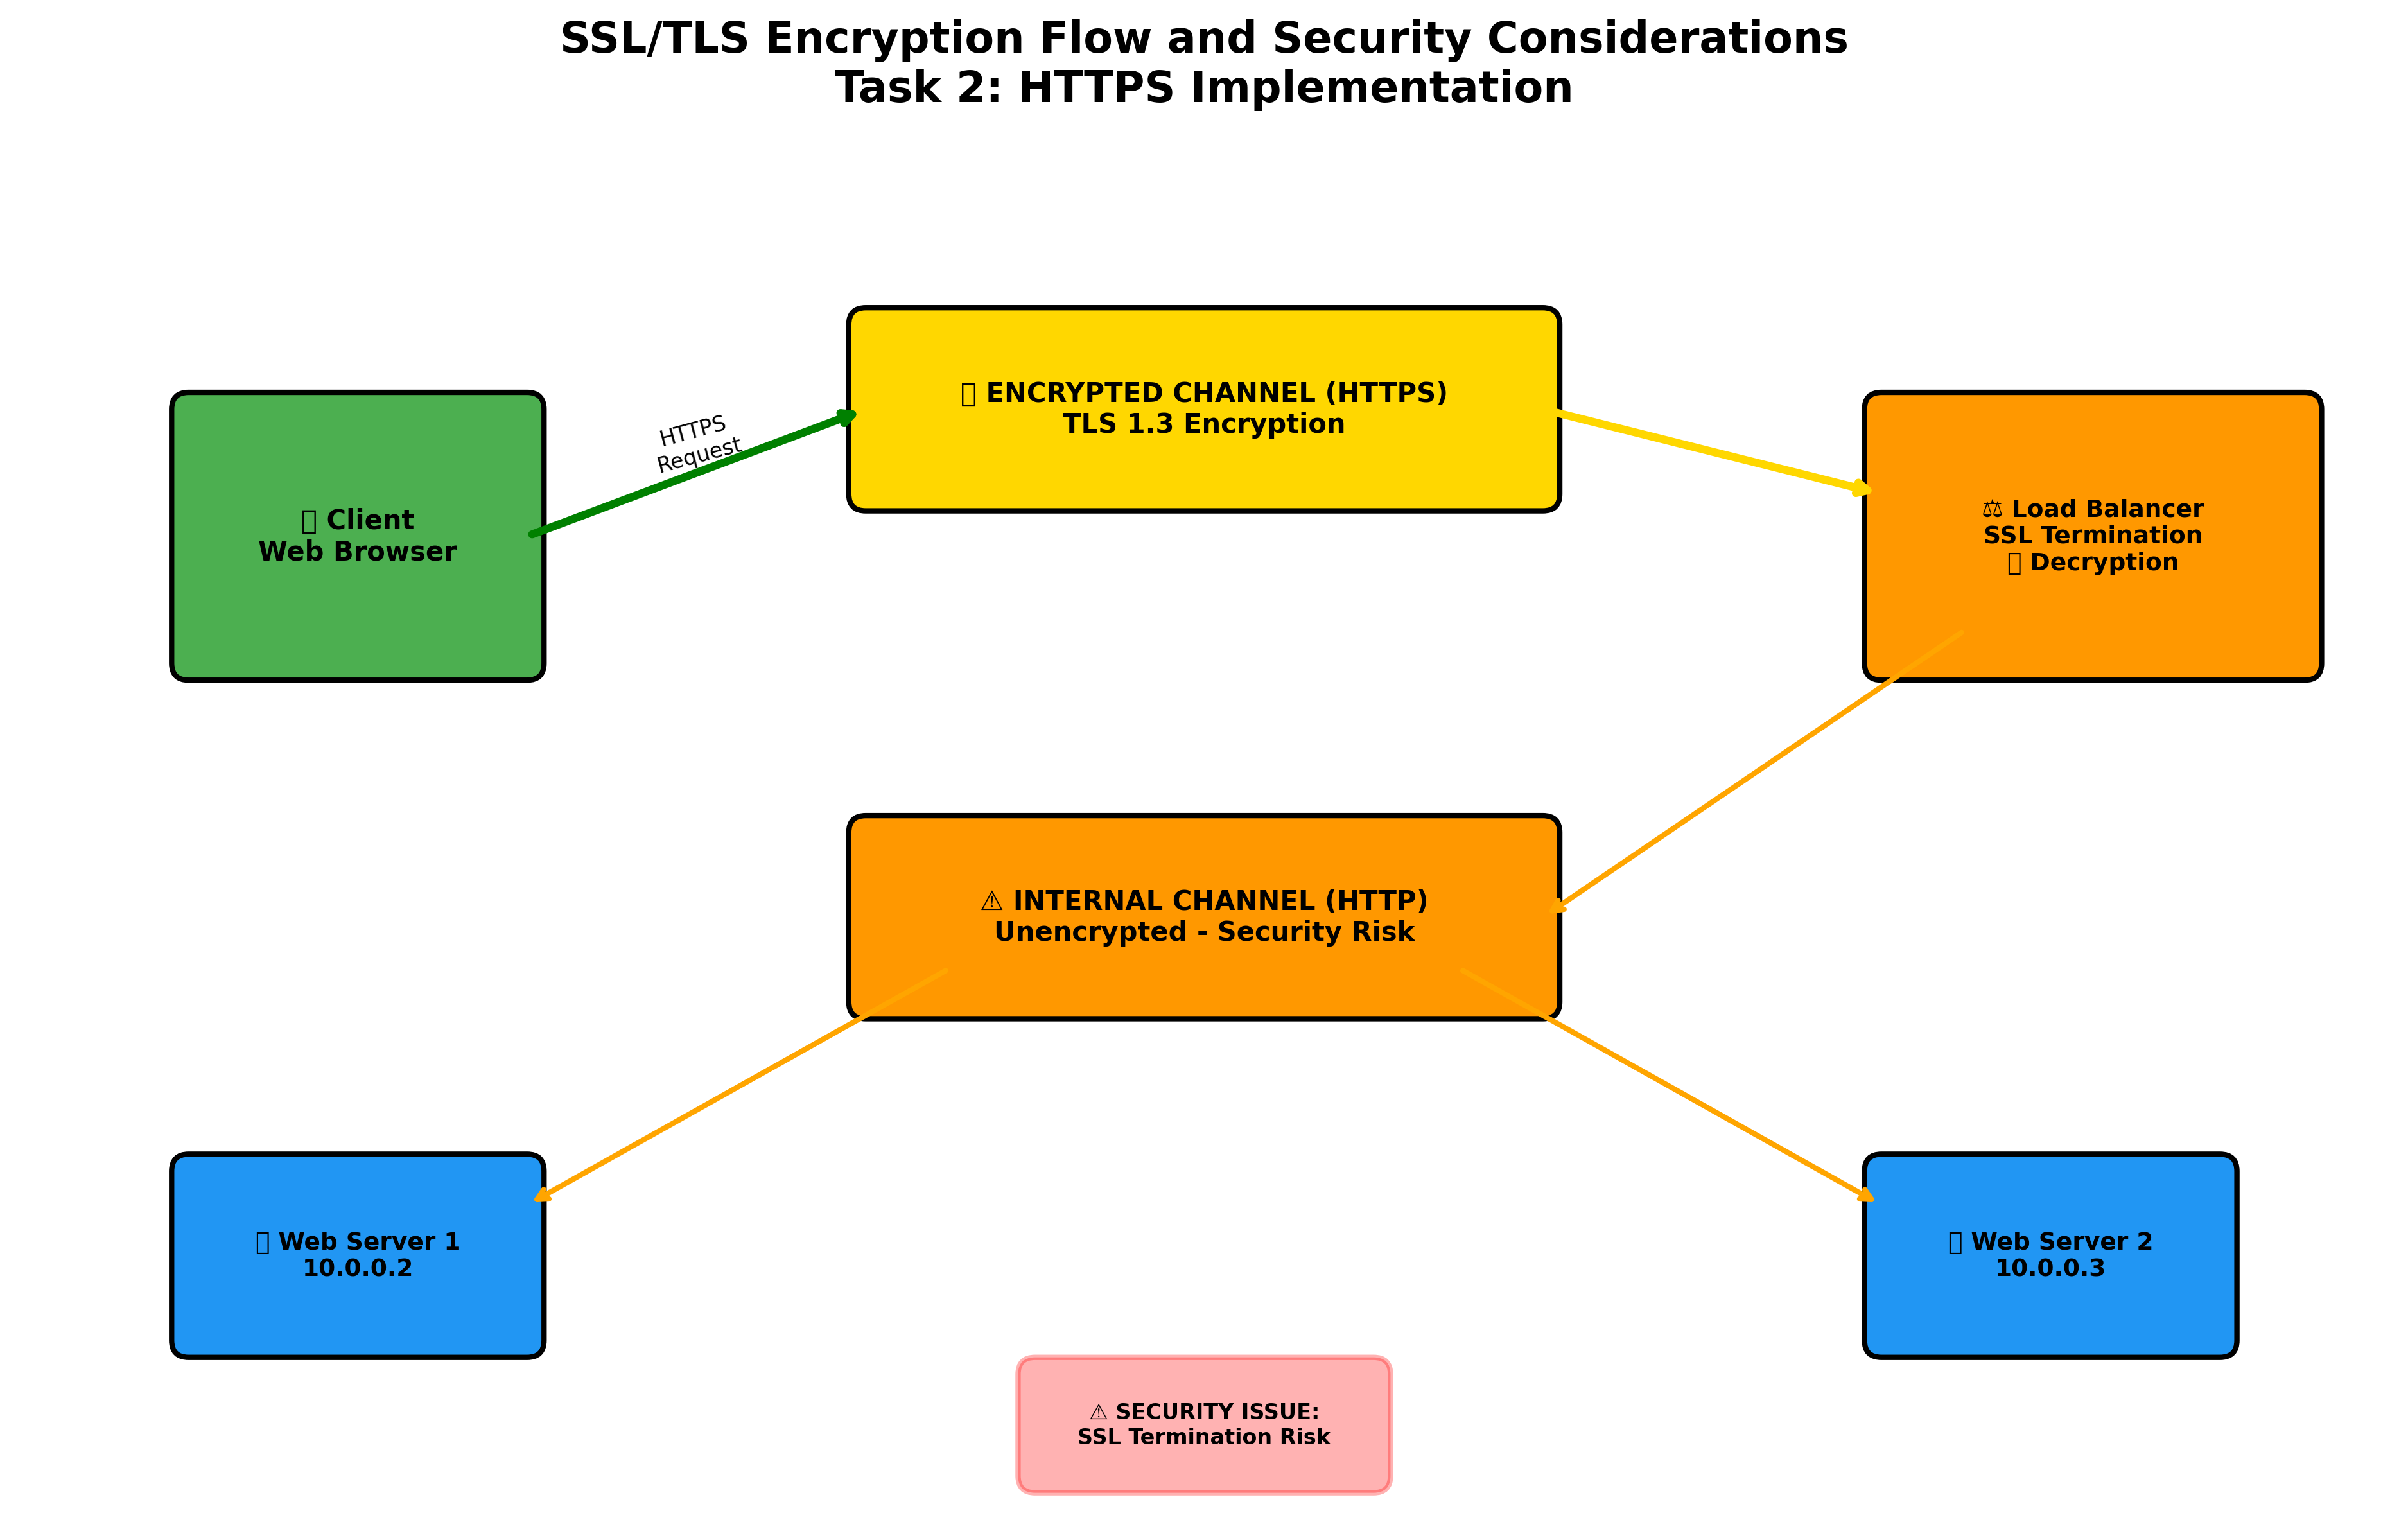 SSL/TLS Encryption Flow and Security Considerations
Task 2: HTTPS Implementation
ENCRYPTED CHANNEL (HTTPS)
TLS 1.3 Encryption
HTTPS
Request
Client
Web Browser
⚖ Load Balancer
SSL Termination
Decryption
⚠ INTERNAL CHANNEL (HTTP)
Unencrypted - Security Risk
Web Server 1
10.0.0.2
Web Server 2
10.0.0.3
⚠ SECURITY ISSUE:
SSL Termination Risk